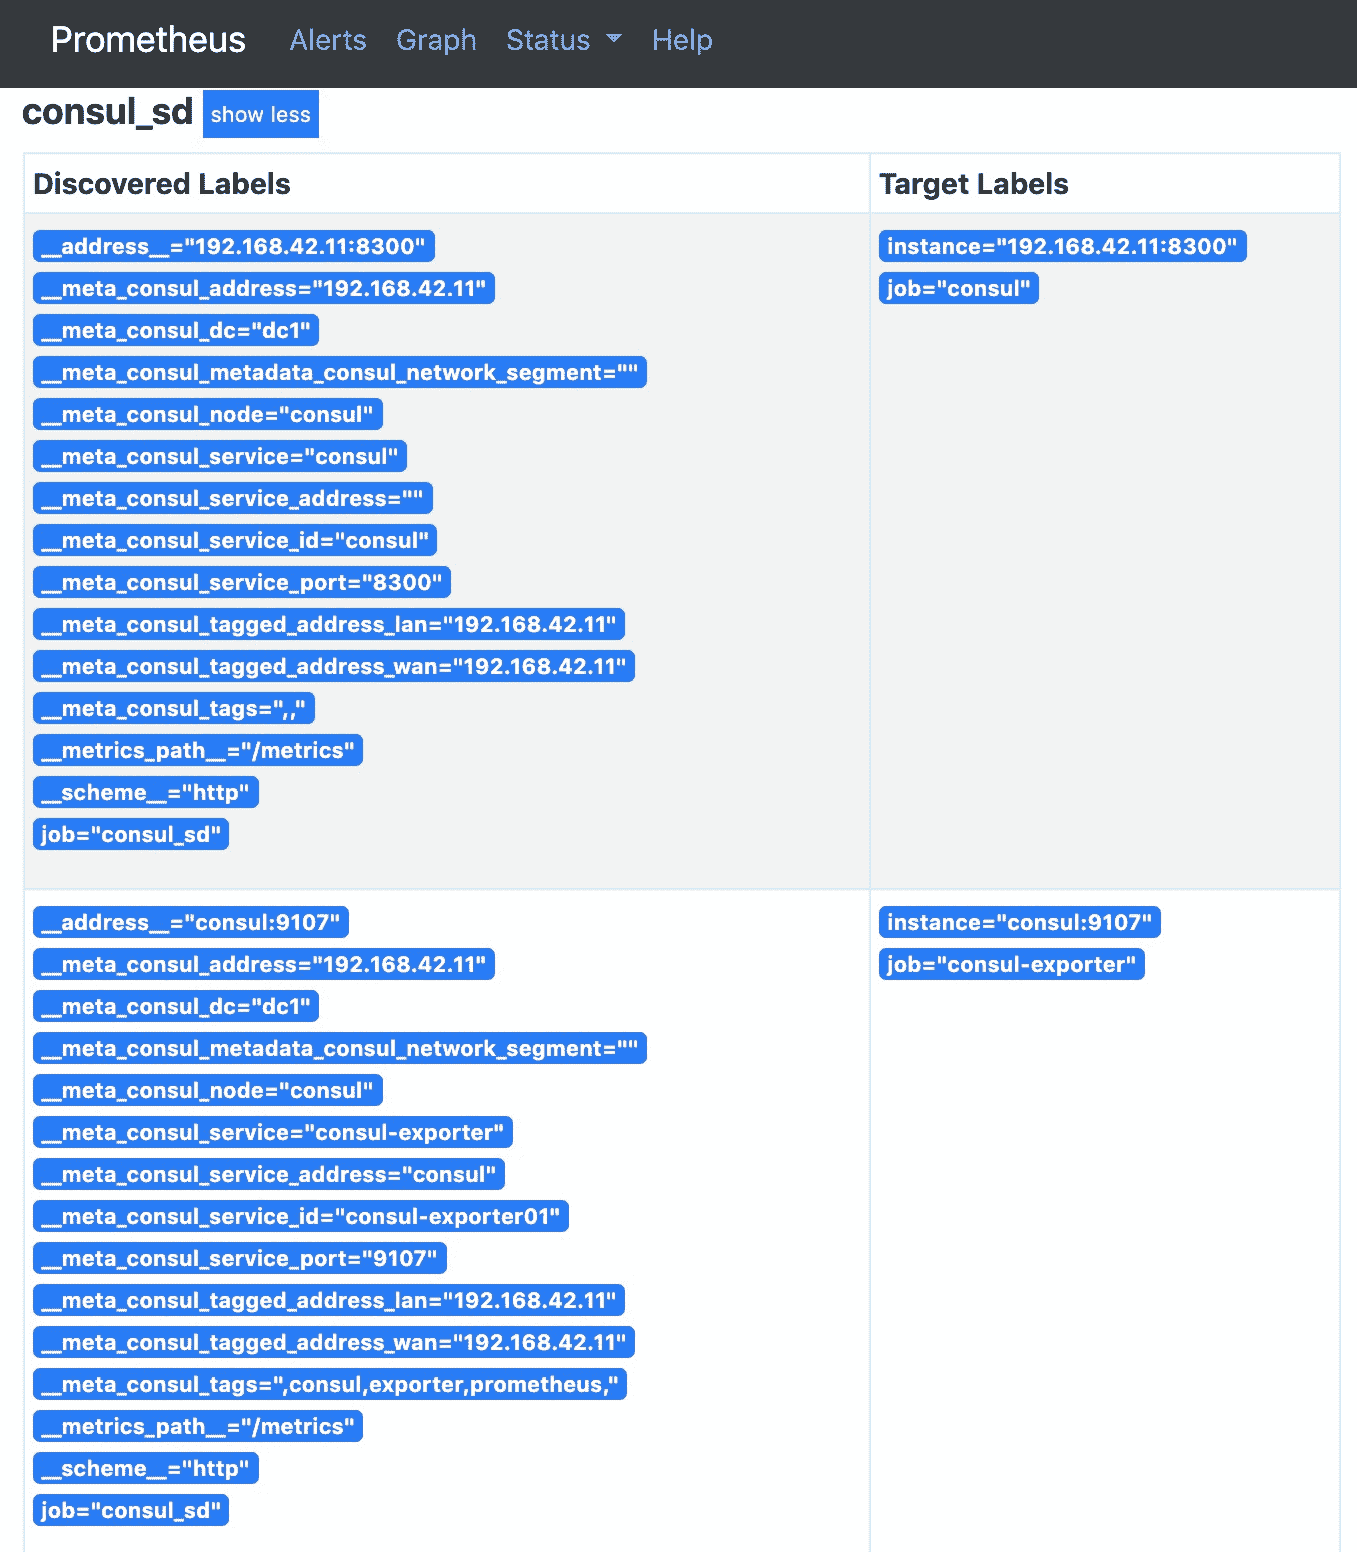 Prometheus Alerts Graph Status Help
consul_sd show less
Discovered Labels Target Labels
__address__="192.168.42.11:8300" instance="192.168.42.11:8300"
__meta_consul_address="192.168.42.11" job="consul"
__meta_consul_dc="dc1"
__meta_consul_metadata_consul_network_segment=""
__meta_consul_node="consul"
__meta_consul_service="consul"
__meta_consul_service_address=""
__meta_consul_service_id="consul"
__meta_consul_service_port="8300"
__meta_consul_tagged_address_lan="192.168.42.11"
__meta_consul_tagged_address_wan="192.168.42.11"
__meta_consul_tags=",,"
__metrics_path__="/metrics"
__scheme__="http"
job="consul_sd"
__address__="consul:9107" instance="consul:9107"
__meta_consul_address="192.168.42.11" job="consul-exporter"
__meta_consul_dc="dc1"
__meta_consul_metadata_consul_network_segment=""
__meta_consul_node="consul"
__meta_consul_service="consul-exporter"
__meta_consul_service_address="consul"
__meta_consul_service_id="consul-exporter01"
__meta_consul_service_port="9107"
__meta_consul_tagged_address_lan="192.168.42.11"
__meta_consul_tagged_address_wan="192.168.42.11"
__meta_consul_tags=",consul,exporter,prometheus,"
__metrics_path__="/metrics"
__scheme__="http"
job="consul_sd"